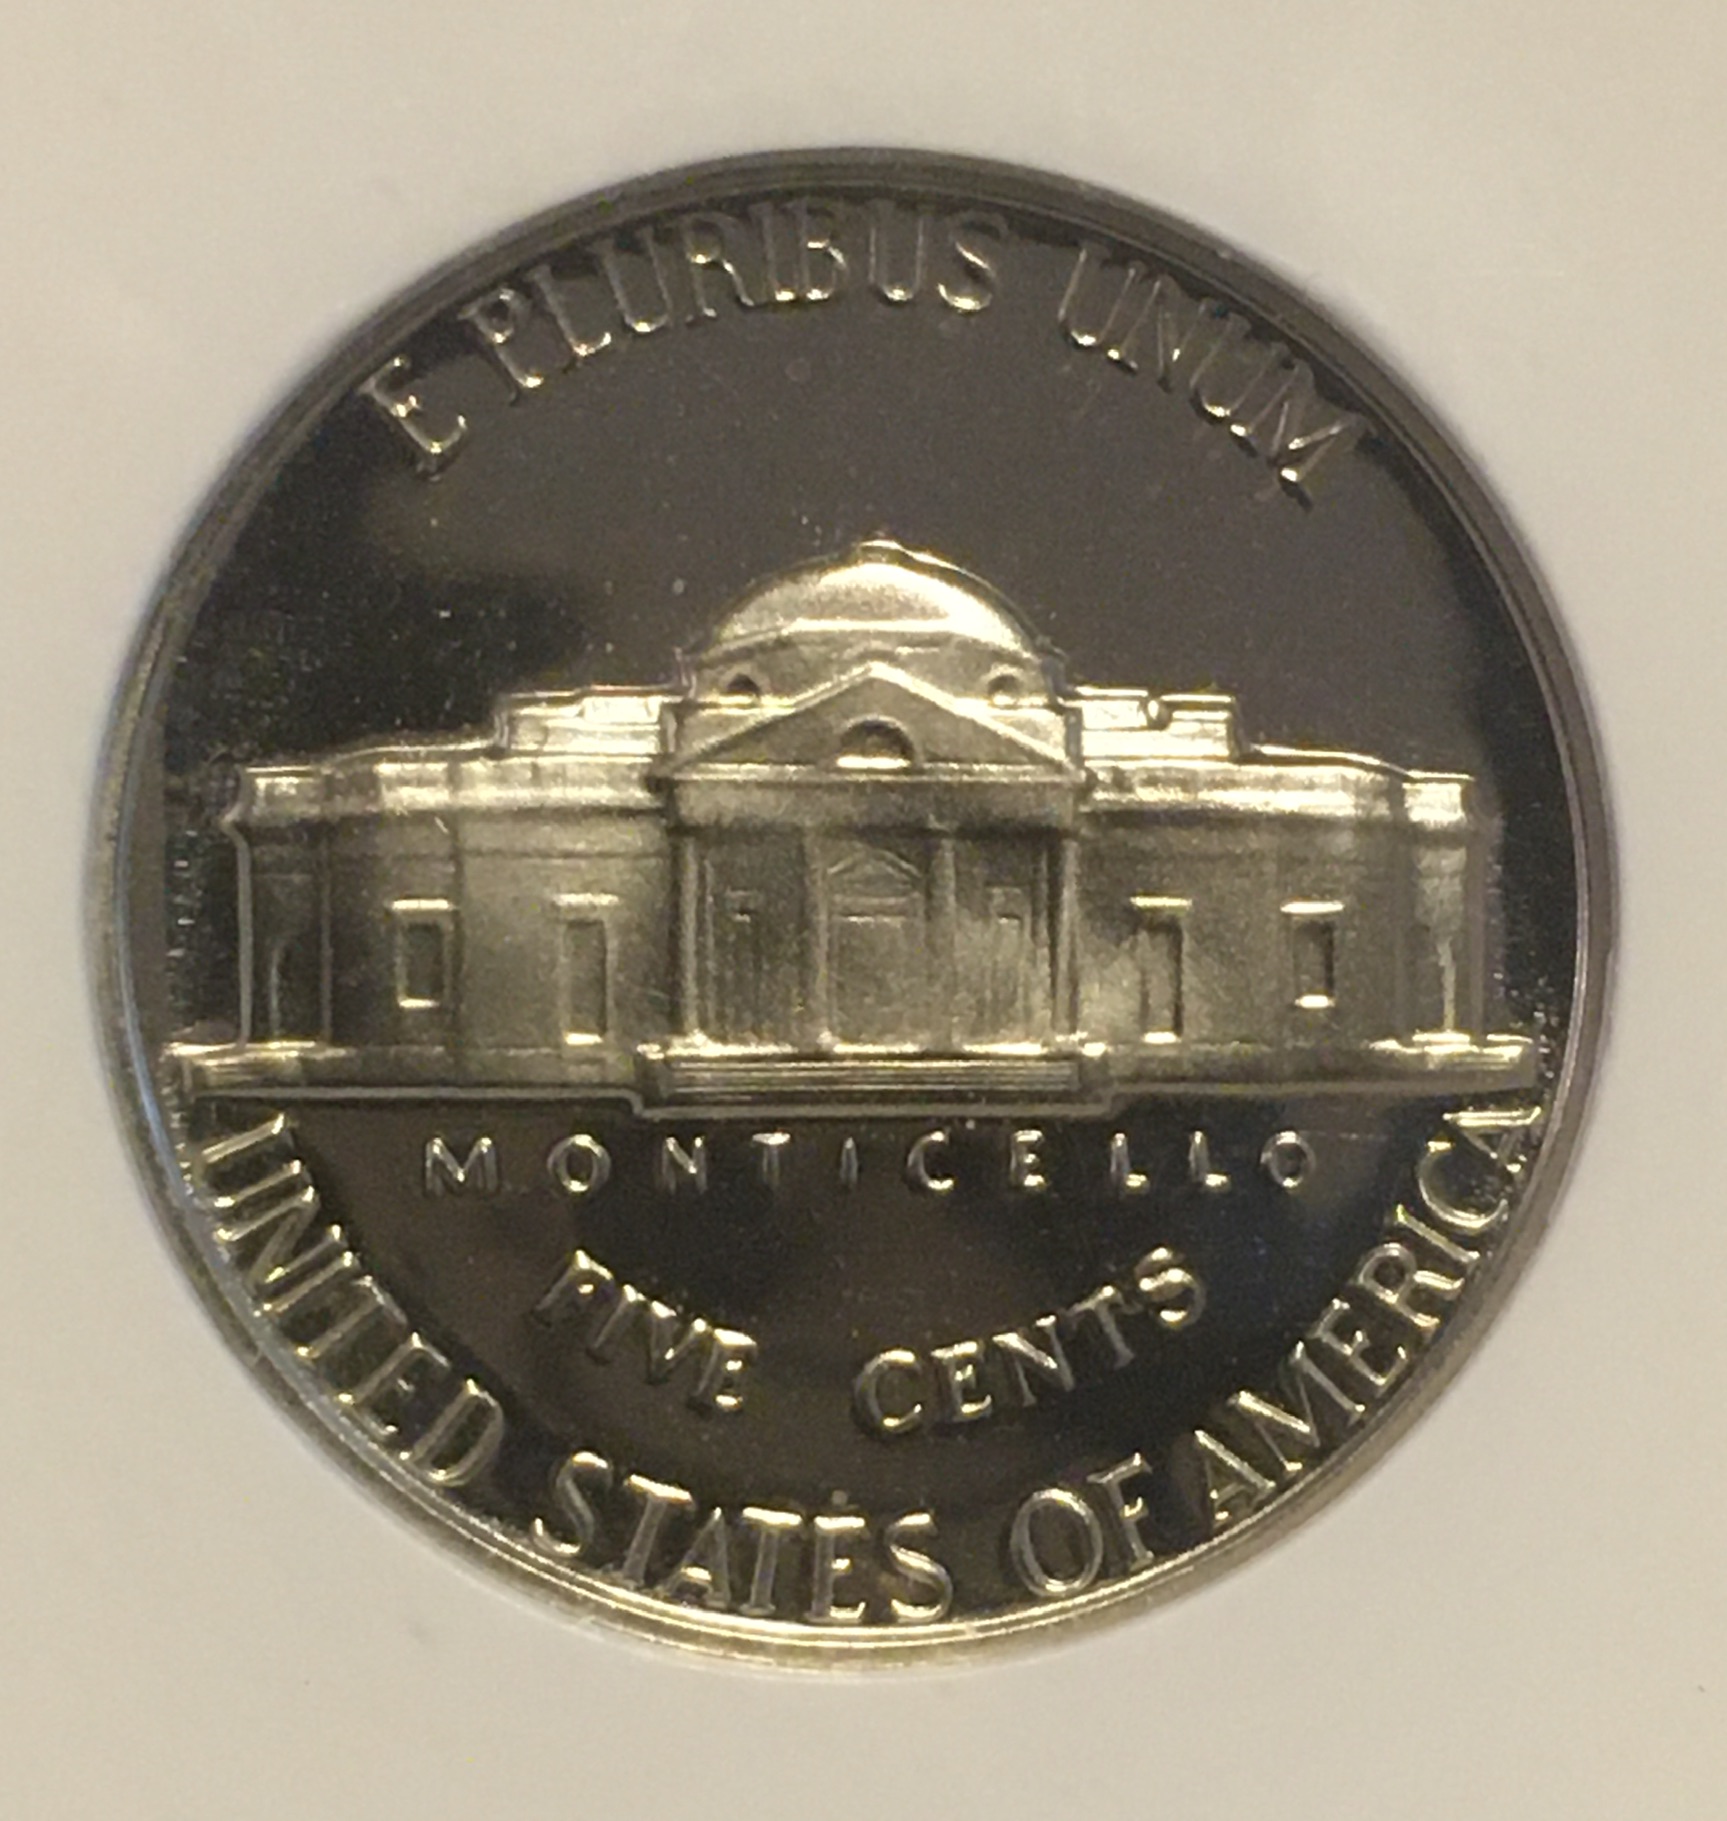 E PLURIBUS UNUM
MONTICELLO
FIVE CENTS
UNITED STATES OF AMERICA